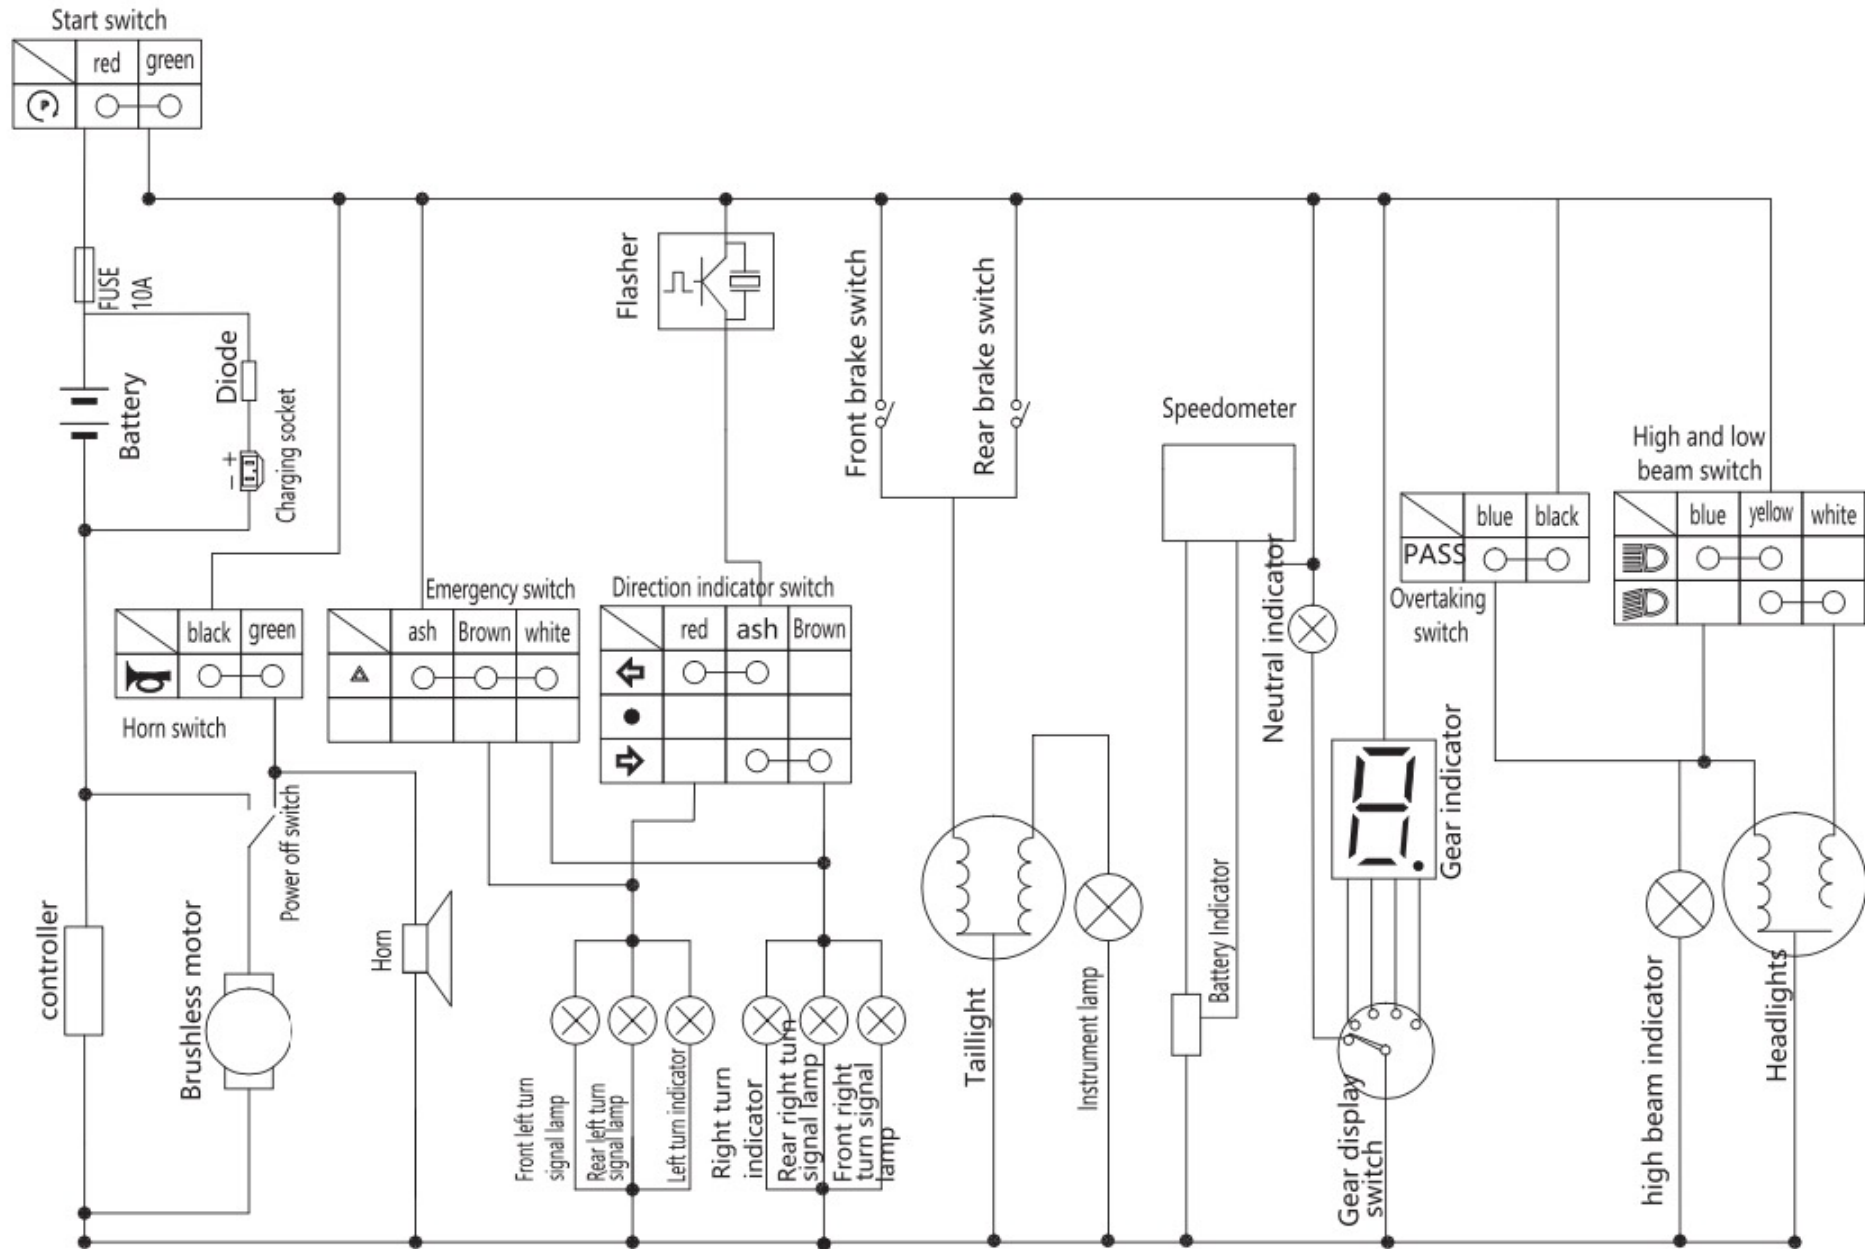 Start switch
red
green
FUSE
10A
Diode
Battery
− +
Charging socket
Flasher
Front brake switch
Rear brake switch
Speedometer
High and low
beam switch
blue
black
PASS
Overtaking
switch
blue
yellow
white
Neutral indicator
Emergency switch
Direction indicator switch
black
green
Horn switch
ash
Brown
white
red
ash
Brown
Power off switch
Gear indicator
controller
Brushless motor
Horn
Battery Indicator
Front left turn
signal lamp
Rear left turn
signal lamp
Left turn indicator
Right turn
indicator
Rear right turn
signal lamp
Front right
turn signal
lamp
Taillight
Instrument lamp
Gear display
switch
high beam indicator
Headlights